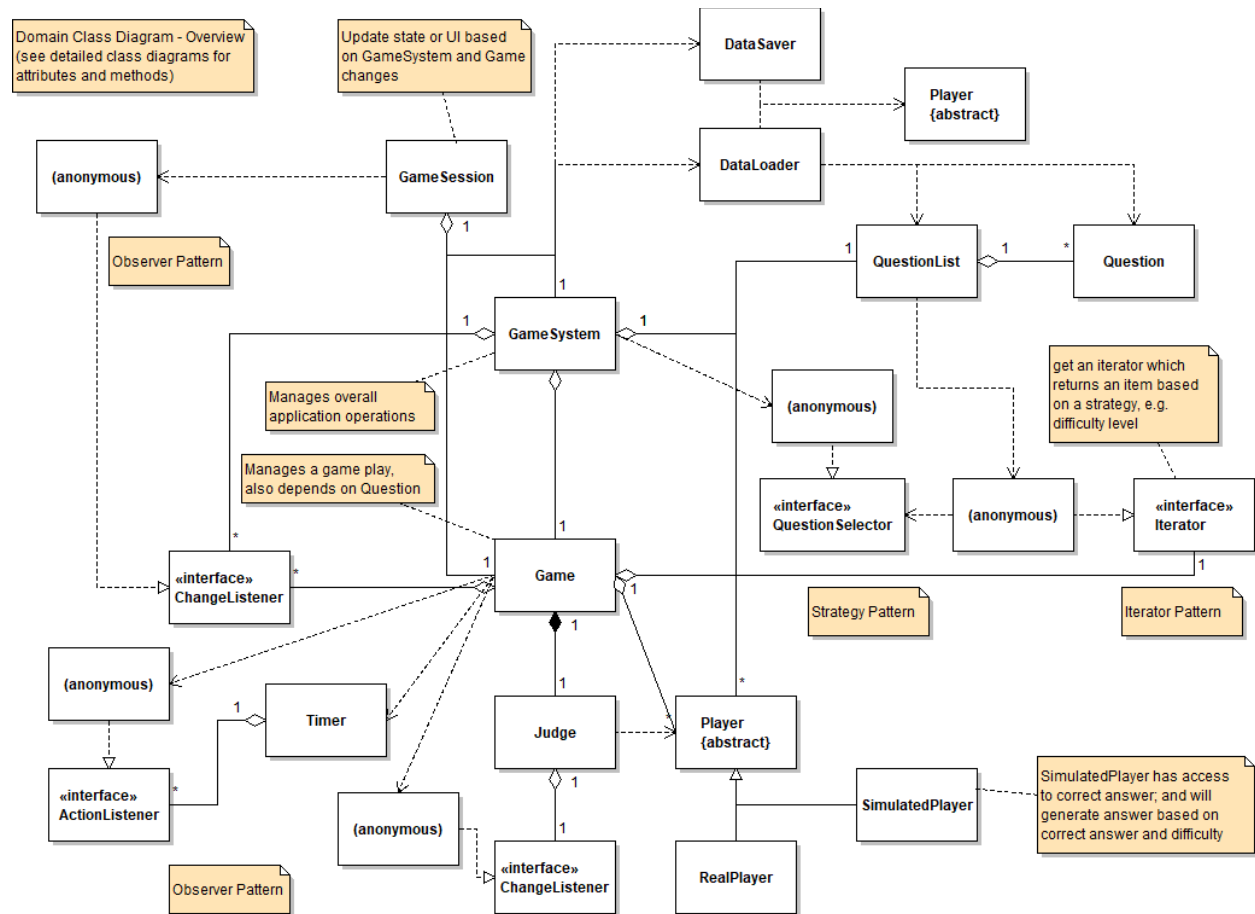 Domain Class Diagram - Overview
(see detailed class diagrams for
attributes and methods)
Update state or UI based
on GameSystem and Game
changes
DataSaver
Player
{abstract}
(anonymous)
GameSession
DataLoader
1
Observer Pattern
1
QuestionList
1
*
Question
1
1
GameSystem
1
Manages overall
application operations
(anonymous)
get an iterator which
returns an item based
on a strategy, e.g.
difficulty level
Manages a game play,
also depends on Question
«interface»
QuestionSelector
(anonymous)
«interface»
Iterator
*
1
1
«interface»
ChangeListener
*
Game
1
1
Strategy Pattern
Iterator Pattern
1
(anonymous)
1
Timer
1
*
*
Judge
Player
{abstract}
1
«interface»
ActionListener
*
SimulatedPlayer
SimulatedPlayer has access
to correct answer; and will
generate answer based on
correct answer and difficulty
(anonymous)
1
«interface»
ChangeListener
RealPlayer
Observer Pattern